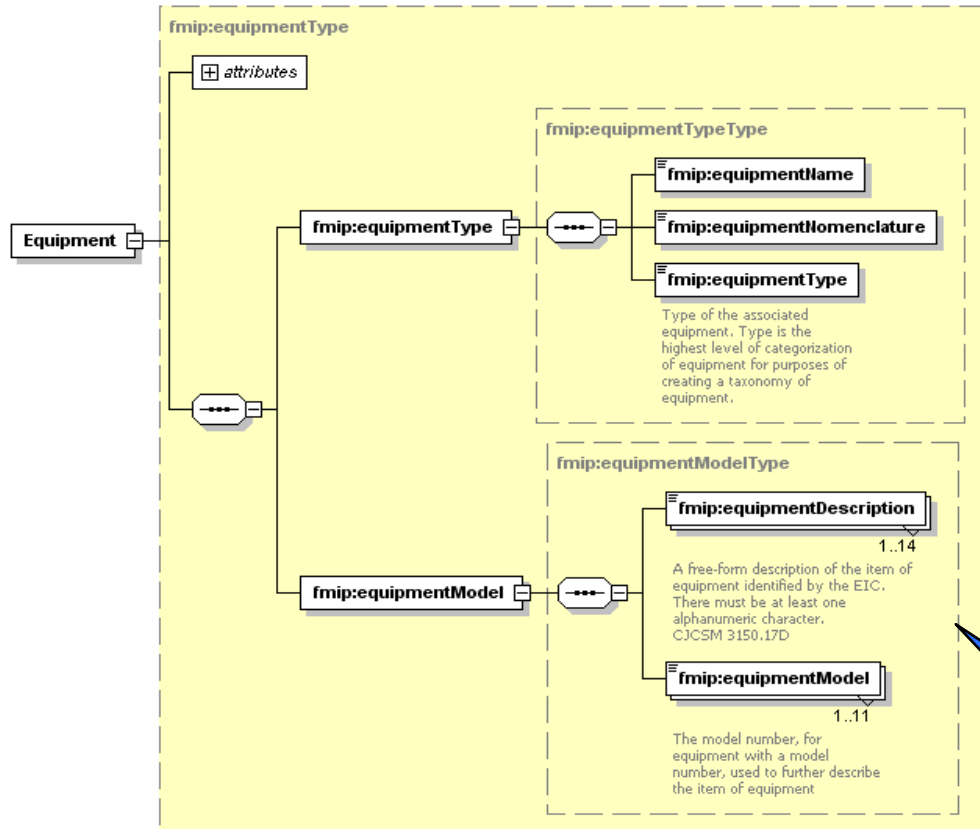 fmip:equipmentType
attributes
fmip:equipmentTypeType
fmip:equipmentName
fmip:equipmentType
fmip:equipmentNomenclature
Equipment
fmip:equipmentType
Type of the associated
equipment. Type is the
highest level of categorization
of equipment for purposes of
creating a taxonomy of
equipment.
fmip:equipmentModelType
fmip:equipmentDescription
1..14
A free-form description of the item of
equipment identified by the EIC.
There must be at least one
alphanumeric character.
CJCSM 3150.17D
fmip:equipmentModel
fmip:equipmentModel
1..11
The model number, for
equipment with a model
number, used to further describe
the item of equipment